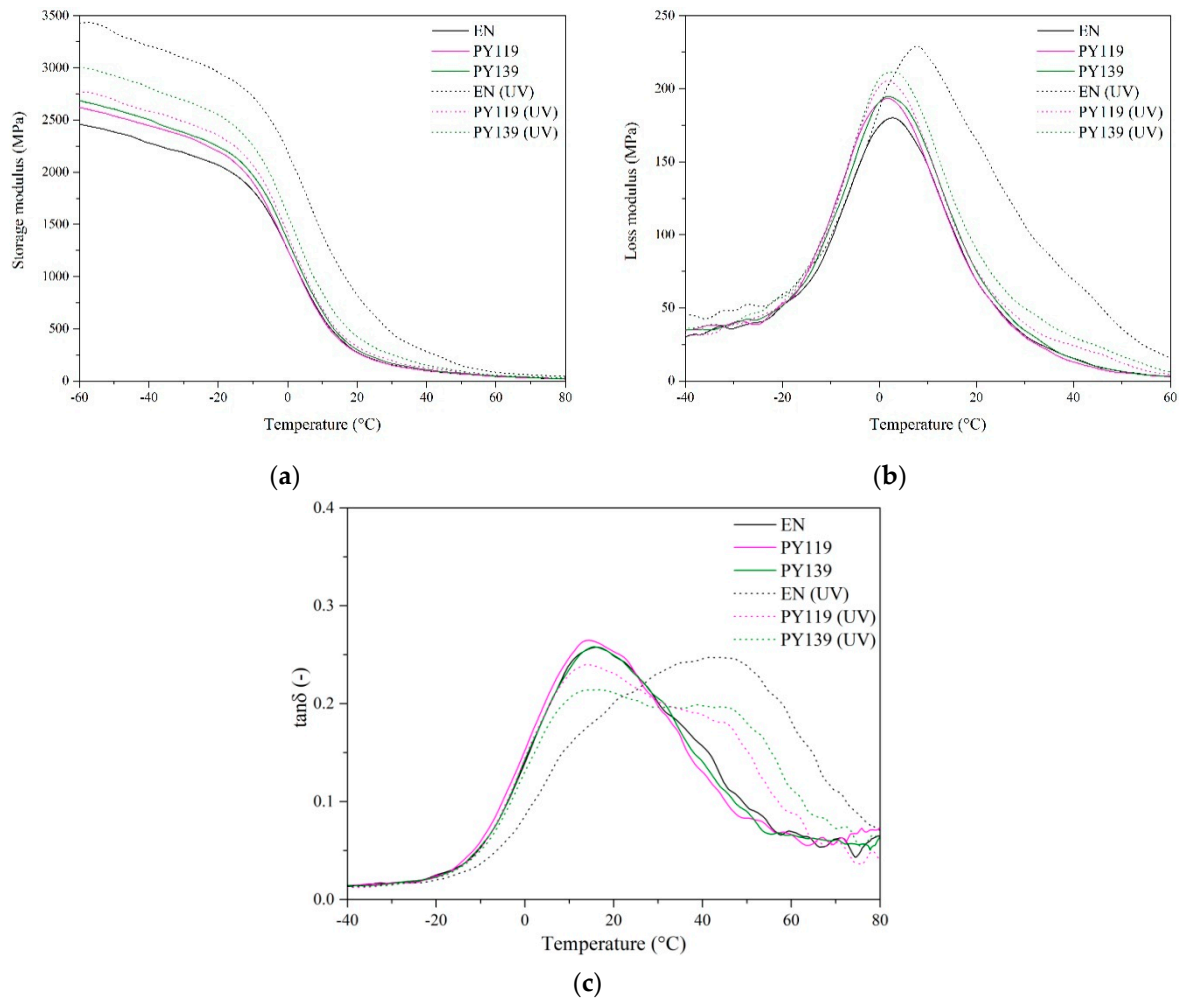 3500
3000
2500
2000
1500
1000
500
0
Storage modulus (MPa)
-60 -40 -20 0 20 40 60 80
Temperature (°C)
EN
PY119
PY139
EN (UV)
PY119 (UV)
PY139 (UV)
(a)
250
200
150
100
50
0
Loss modulus (MPa)
-40 -20 0 20 40 60
Temperature (°C)
EN
PY119
PY139
EN (UV)
PY119 (UV)
PY139 (UV)
(b)
0.4
0.3
0.2
0.1
0.0
tanδ (-)
-40 -20 0 20 40 60 80
Temperature (°C)
EN
PY119
PY139
EN (UV)
PY119 (UV)
PY139 (UV)
(c)